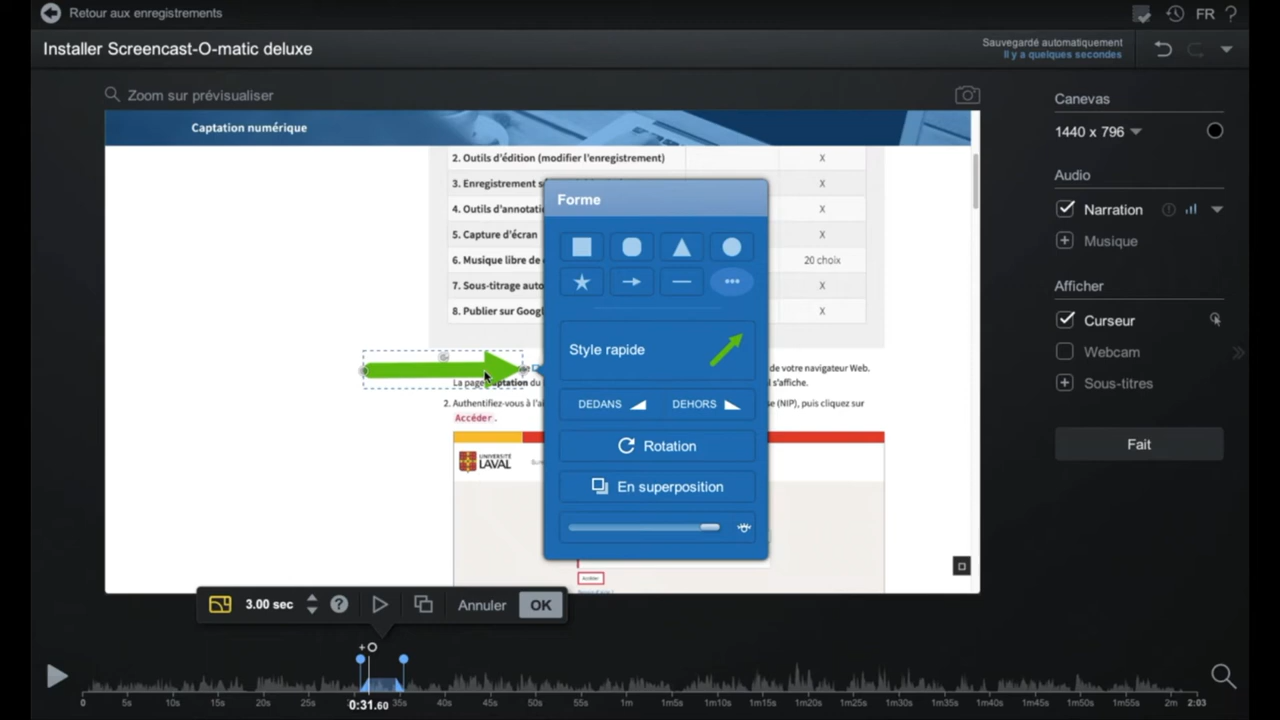 Retour aux enregistrements
FR
Installer Screencast-O-matic deluxe
Sauvegardé automatiquement
Il y a quelques secondes
Zoom sur prévisualiser
Canevas
1440 x 796
Audio
Narration
Musique
Afficher
Curseur
Webcam
Sous-titres
Fait
Captation numérique
2. Outils d'édition (modifier l'enregistrement) X
3. Enregistrement X
4. Outils d'annotati X
5. Capture d'écran X
6. Musique libre de 20 choix
7. Sous-titrage auto X
8. Publier sur Googl X
de votre navigateur Web.
La page Captation du l s'affiche.
2. Authentifiez-vous à l'ai se (NIP), puis cliquez sur
Accéder.
UNIVERSITÉ
LAVAL
Accéder
Forme
Style rapide
DEDANS DEHORS
Rotation
En superposition
3.00 sec ? Annuler OK
0 5s 10s 15s 20s 25s 0:31.60 35s 40s 45s 50s 55s 1m 1m5s 1m10s 1m15s 1m20s 1m25s 1m30s 1m35s 1m40s 1m45s 1m50s 1m55s 2m 2:03